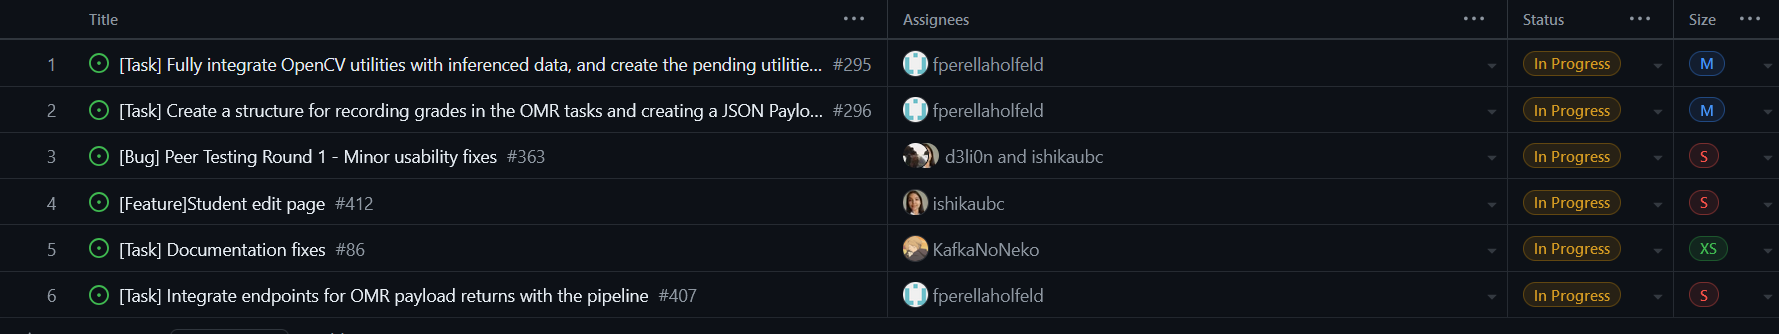 Title ... Assignees ... Status ... Size ...
1 [Task] Fully integrate OpenCV utilities with inferenced data, and create the pending utilitie... #295 fperellaholfeld In Progress M
2 [Task] Create a structure for recording grades in the OMR tasks and creating a JSON Paylo... #296 fperellaholfeld In Progress M
3 [Bug] Peer Testing Round 1 - Minor usability fixes #363 d3li0n and ishikaubc In Progress S
4 [Feature]Student edit page #412 ishikaubc In Progress S
5 [Task] Documentation fixes #86 KafkaNoNeko In Progress XS
6 [Task] Integrate endpoints for OMR payload returns with the pipeline #407 fperellaholfeld In Progress S